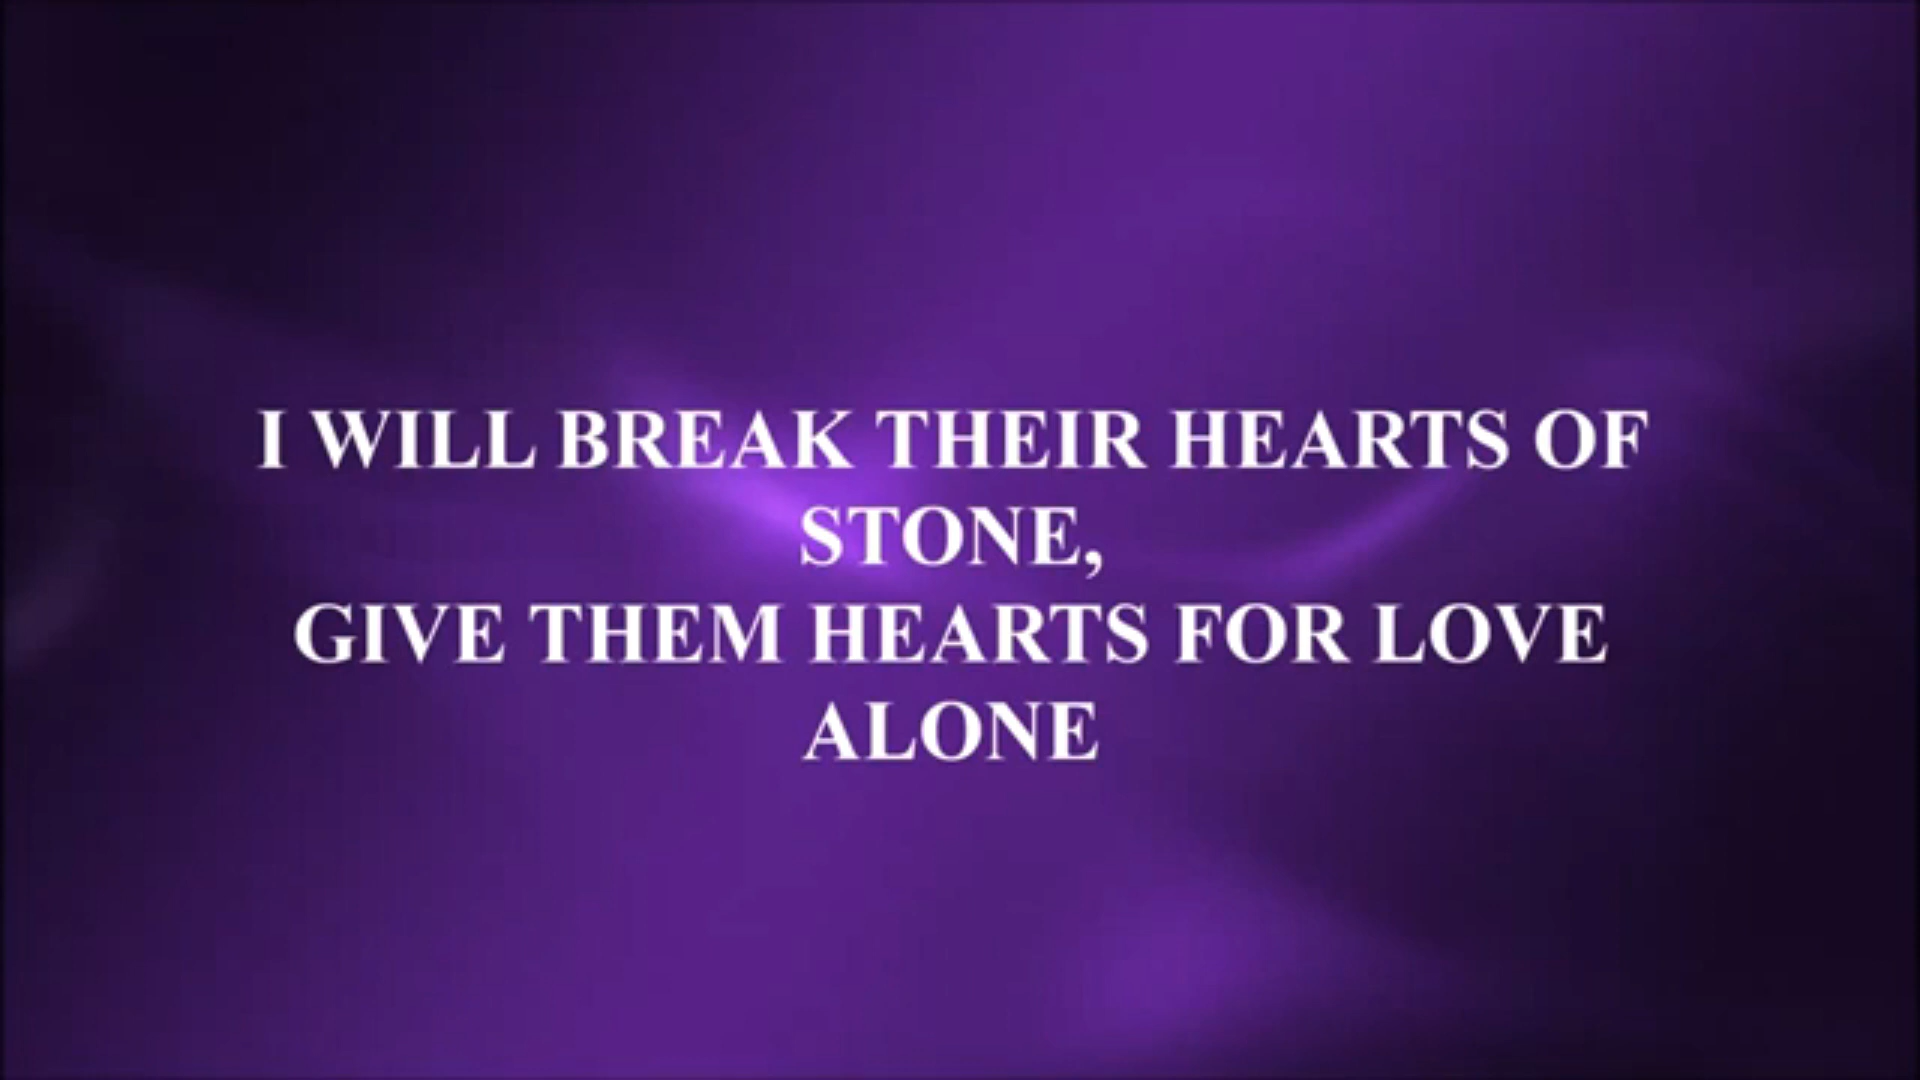 I WILL BREAK THEIR HEARTS OF
STONE,
GIVE THEM HEARTS FOR LOVE
ALONE